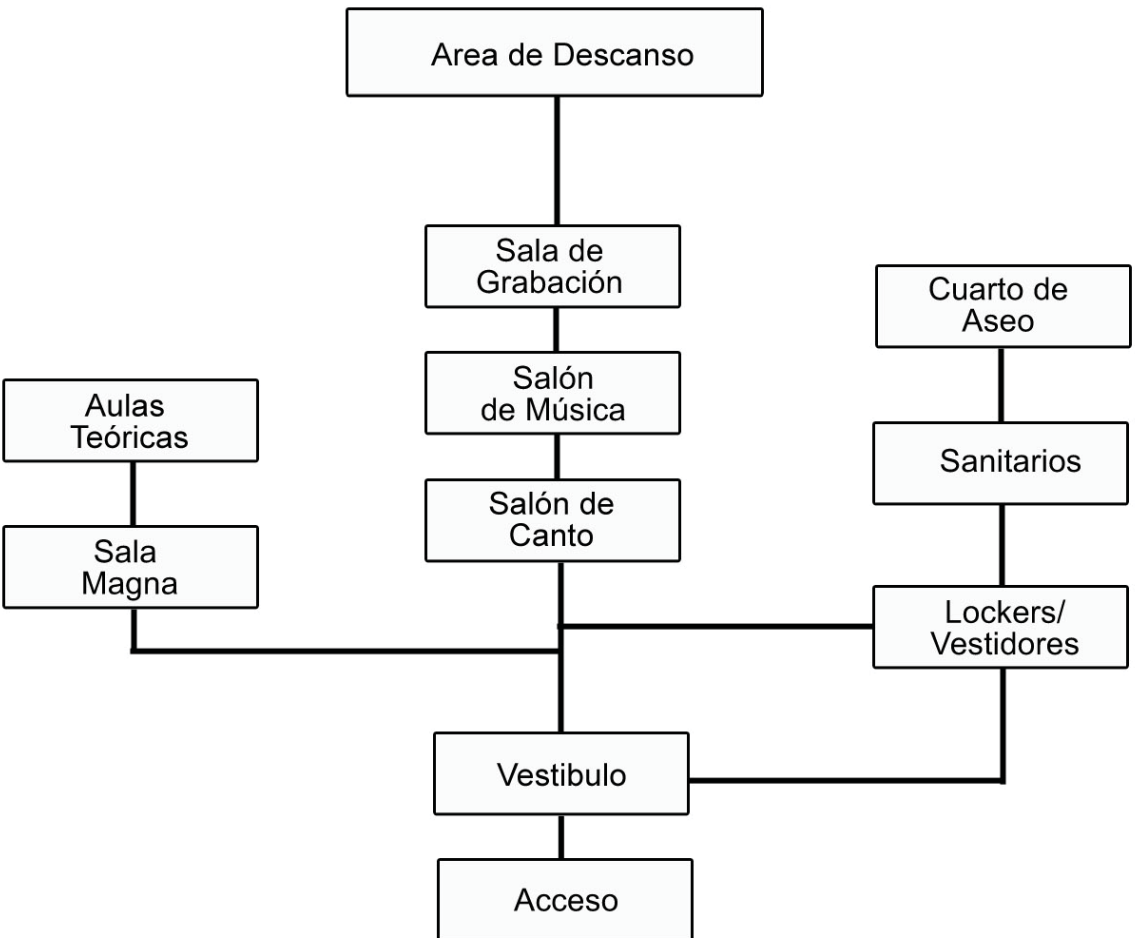 Area de Descanso
Sala de
Grabación
Cuarto de
Aseo
Salón
de Música
Aulas
Teóricas
Sanitarios
Salón de
Canto
Sala
Magna
Lockers/
Vestidores
Vestibulo
Acceso